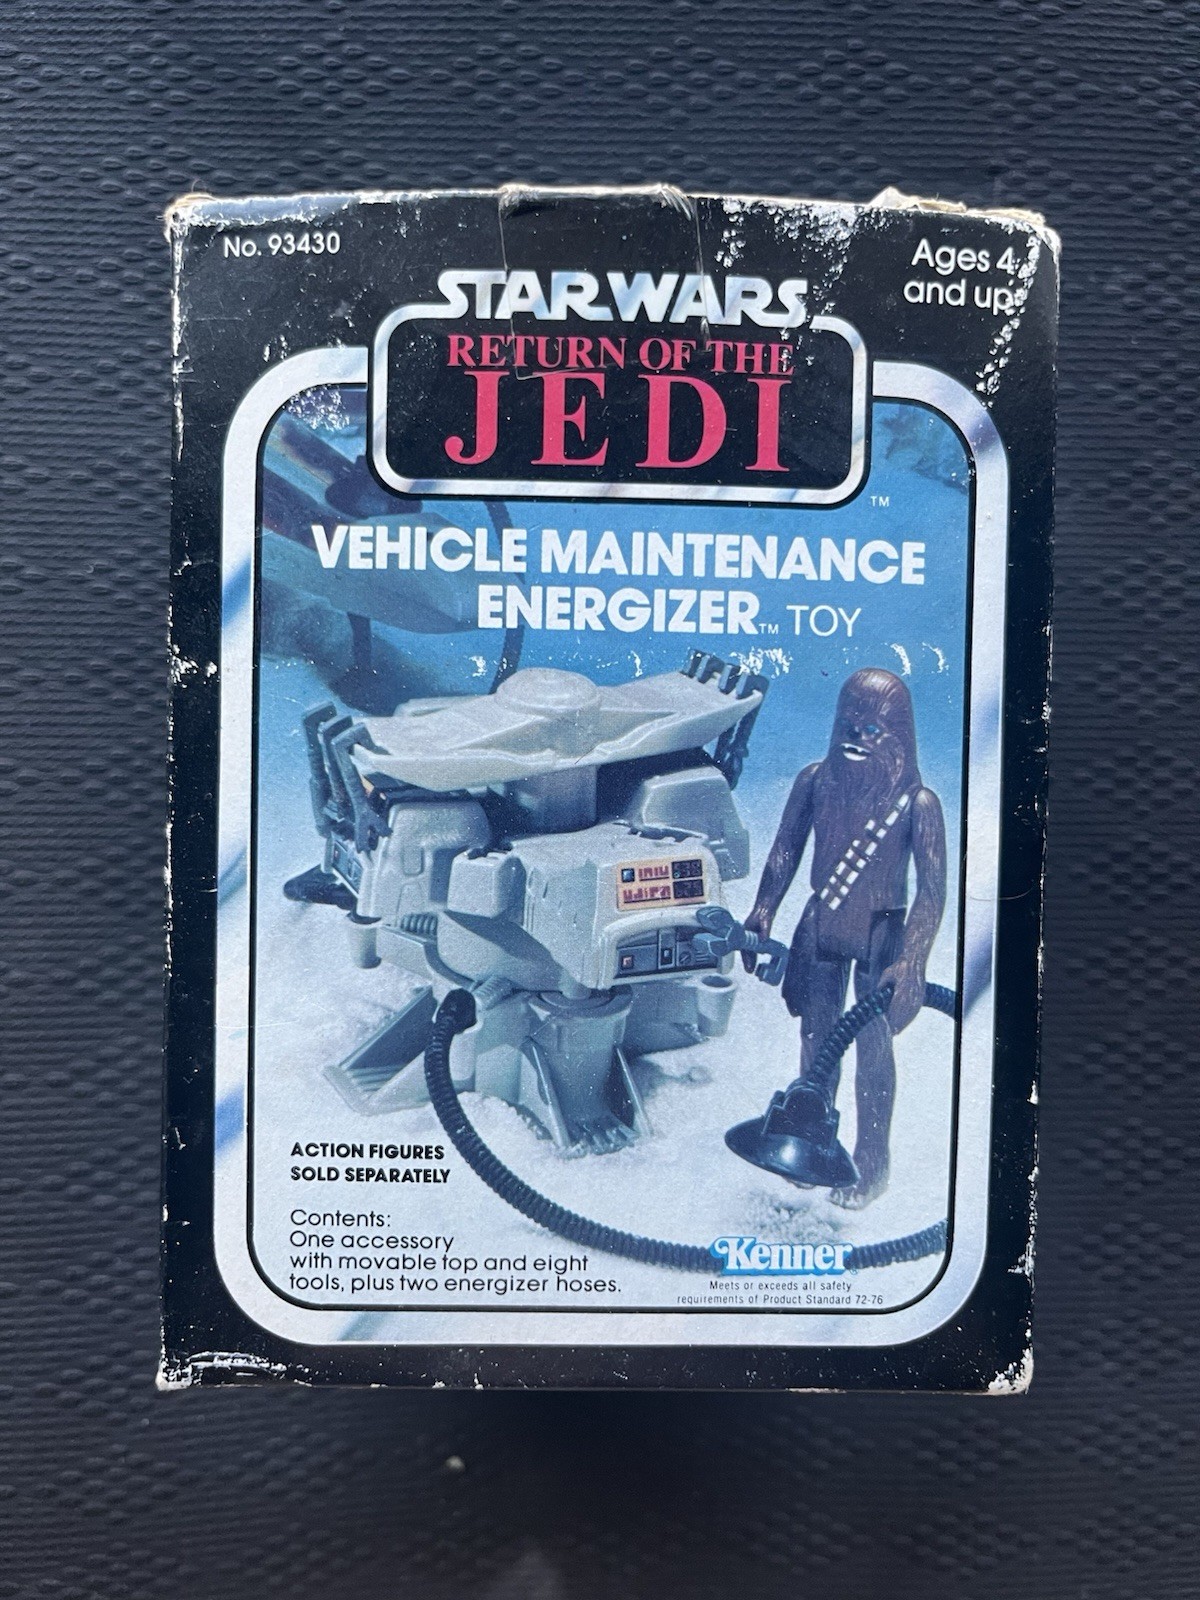 No. 93430
Ages 4
and up
STAR WARS
RETURN OF THE
JEDI
TM
VEHICLE MAINTENANCE
ENERGIZER TM TOY
ACTION FIGURES
SOLD SEPARATELY
Contents:
One accessory
with movable top and eight
tools, plus two energizer hoses.
Kenner
Meets or exceeds all safety
requirements of Product Standard 72-76